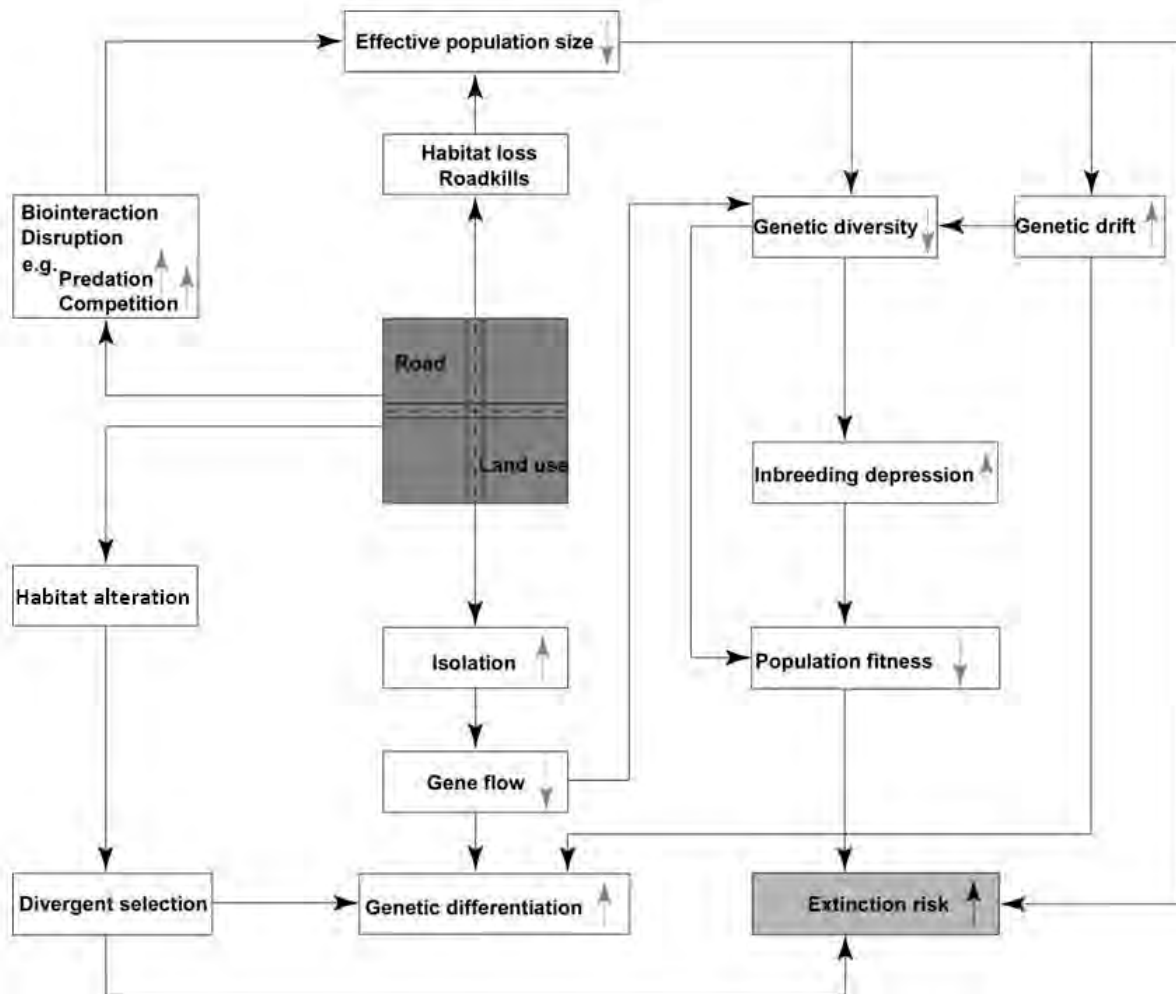 Effective population size
Habitat loss
Roadkills
Biointeraction
Disruption
e.g.
Predation
Competition
Genetic diversity
Genetic drift
Road
Land use
Inbreeding depression
Habitat alteration
Isolation
Population fitness
Gene flow
Divergent selection
Genetic differentiation
Extinction risk